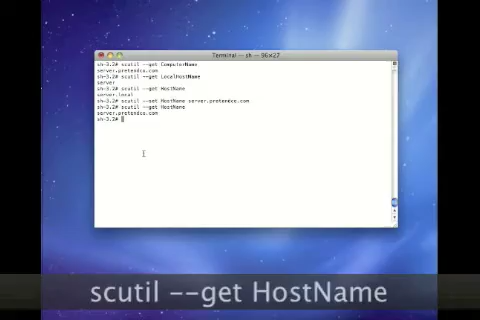 Terminal — sh — 96×27
sh-3.2# scutil --get ComputerName
server.pretendco.com
sh-3.2# scutil --get LocalHostName
server
sh-3.2# scutil --get HostName
server.local
sh-3.2# scutil --set HostName server.pretendco.com
sh-3.2# scutil --get HostName
server.pretendco.com
sh-3.2#
scutil --get HostName